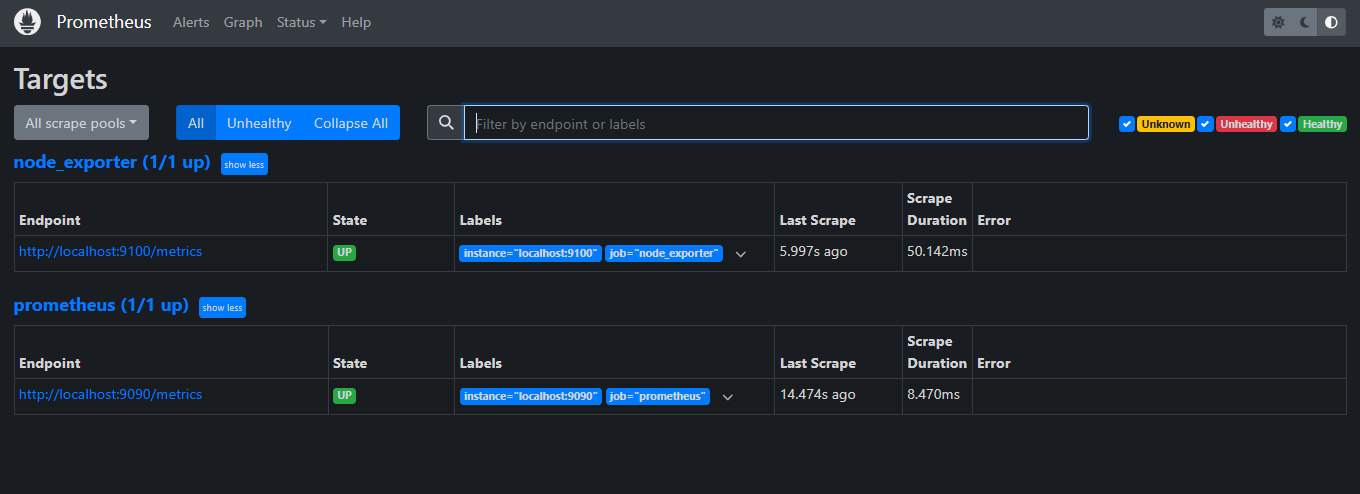 Prometheus Alerts Graph Status Help
Targets
All scrape pools All Unhealthy Collapse All Filter by endpoint or labels Unknown Unhealthy Healthy
node_exporter (1/1 up) show less
Endpoint State Labels Last Scrape Scrape Duration Error
http://localhost:9100/metrics UP instance="localhost:9100" job="node_exporter" 5.997s ago 50.142ms
prometheus (1/1 up) show less
Endpoint State Labels Last Scrape Scrape Duration Error
http://localhost:9090/metrics UP instance="localhost:9090" job="prometheus" 14.474s ago 8.470ms